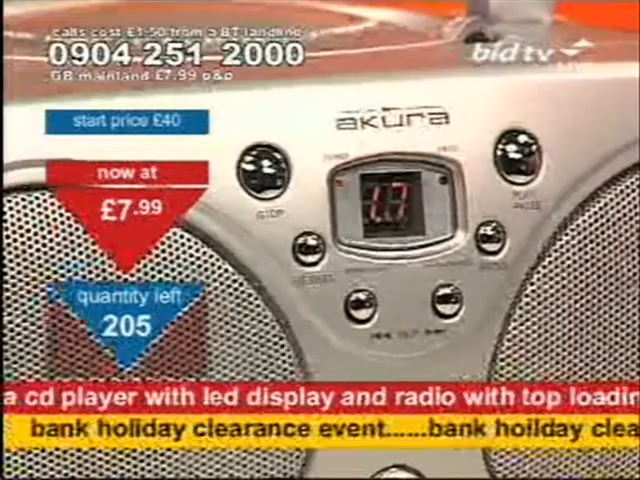 calls cost £1:50 from a BT landline
0904 251 2000
GB mainland £7.99 p&p
bid tv
start price £40
akura
now at
£7.99
STOP
17
quantity left
205
a cd player with led display and radio with top loadin
bank holiday clearance event......bank hoilday clea